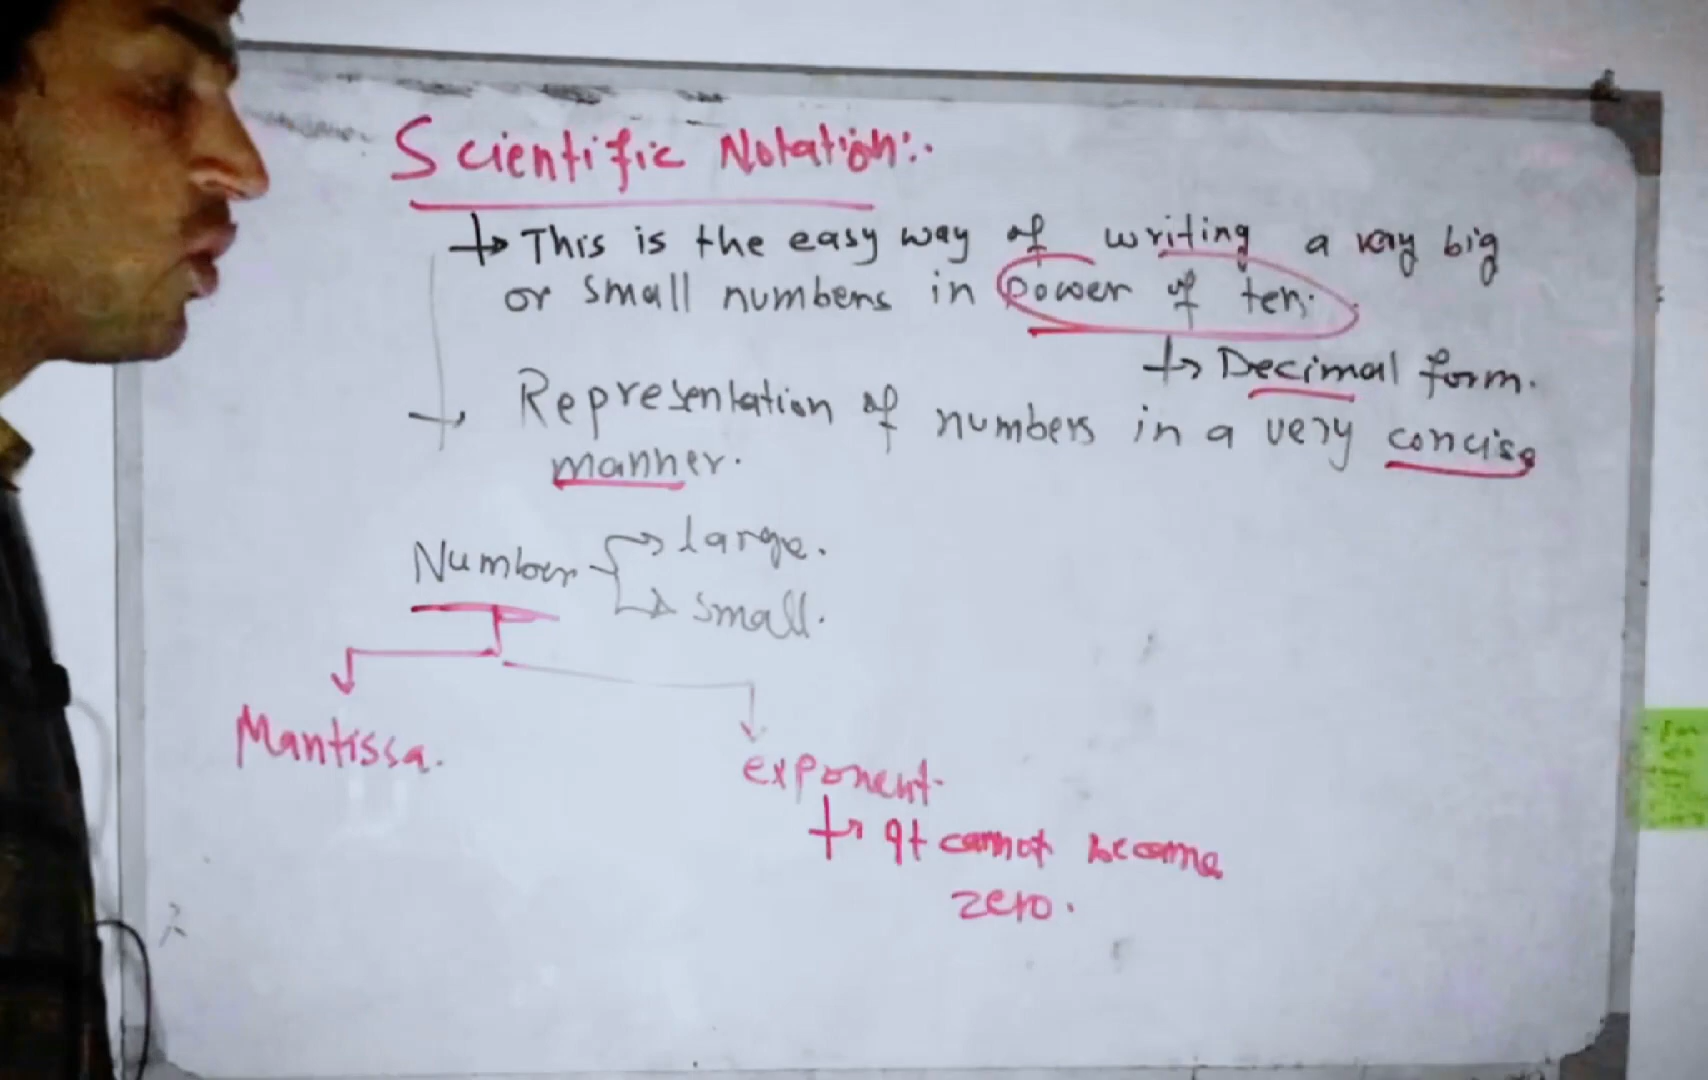 Scientific Notation:
This is the easy way of writing a very big
or small numbers in power of ten.
Decimal form.
Representation of numbers in a very concise
manner.
Number
large.
small.
Mantissa.
exponent.
It cannot become
zero.